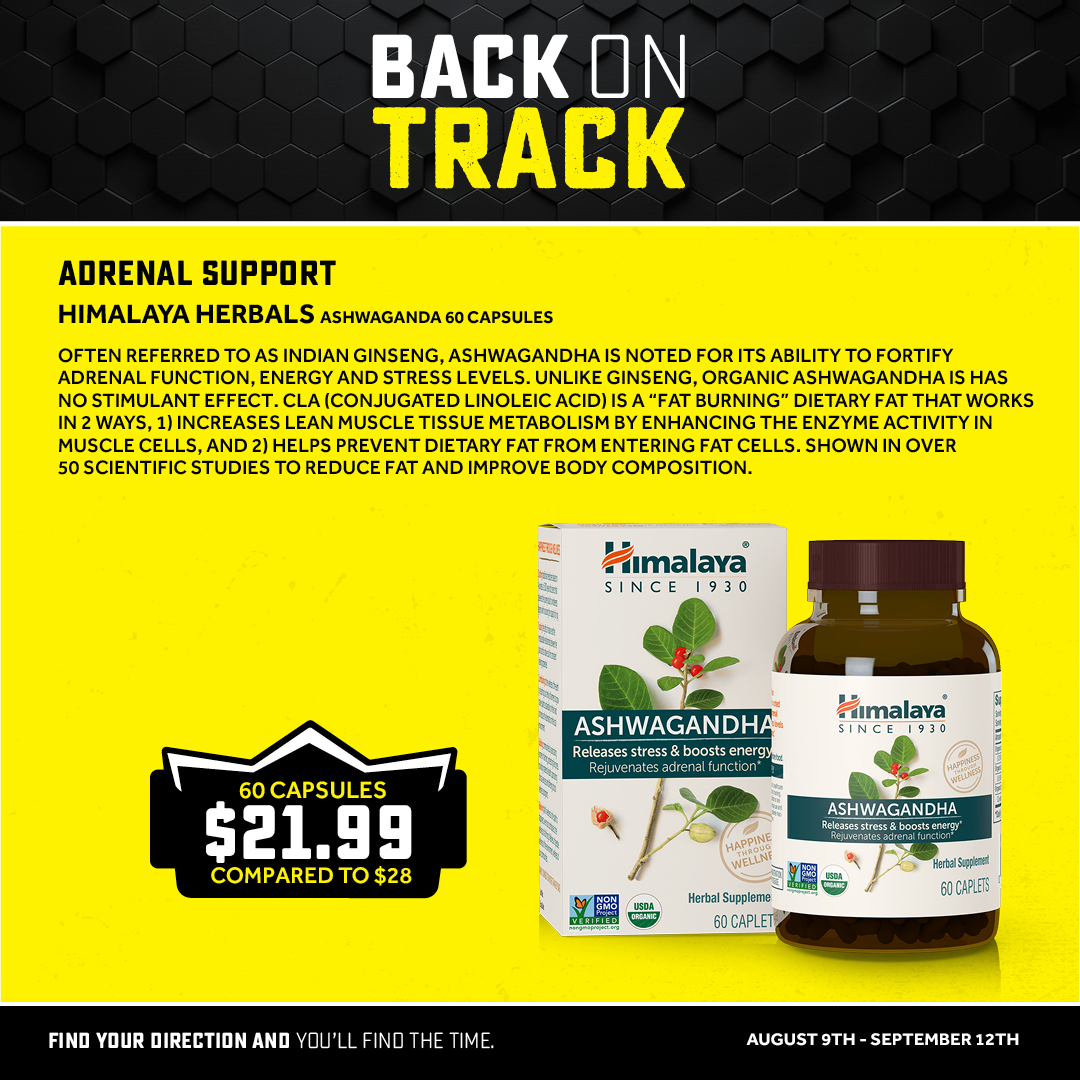 BACK ON
TRACK
ADRENAL SUPPORT
HIMALAYA HERBALS ASHWAGANDA 60 CAPSULES
OFTEN REFERRED TO AS INDIAN GINSENG, ASHWAGANDHA IS NOTED FOR ITS ABILITY TO FORTIFY
ADRENAL FUNCTION, ENERGY AND STRESS LEVELS. UNLIKE GINSENG, ORGANIC ASHWAGANDHA IS HAS
NO STIMULANT EFFECT. CLA (CONJUGATED LINOLEIC ACID) IS A “FAT BURNING” DIETARY FAT THAT WORKS
IN 2 WAYS, 1) INCREASES LEAN MUSCLE TISSUE METABOLISM BY ENHANCING THE ENZYME ACTIVITY IN
MUSCLE CELLS, AND 2) HELPS PREVENT DIETARY FAT FROM ENTERING FAT CELLS. SHOWN IN OVER
50 SCIENTIFIC STUDIES TO REDUCE FAT AND IMPROVE BODY COMPOSITION.
60 CAPSULES
$21.99
COMPARED TO $28
Himalaya®
SINCE 1930
ASHWAGANDHA
Releases stress & boosts energy
Rejuvenates adrenal function*
HAPPINE
THROUG
WELLNE
NON
GMO
Project
VERIFIED
nongmoproject.org
USDA
ORGANIC
Herbal Suppleme
60 CAPLET
Himalaya®
SINCE 1930
HAPPINESS
THROUGH
WELLNESS
ASHWAGANDHA
Releases stress & boosts energy*
Rejuvenates adrenal function*
NON
GMO
Project
VERIFIED
nongmoproject.org
USDA
ORGANIC
Herbal Supplement
60 CAPLETS
FIND YOUR DIRECTION AND YOU'LL FIND THE TIME.
AUGUST 9TH - SEPTEMBER 12TH